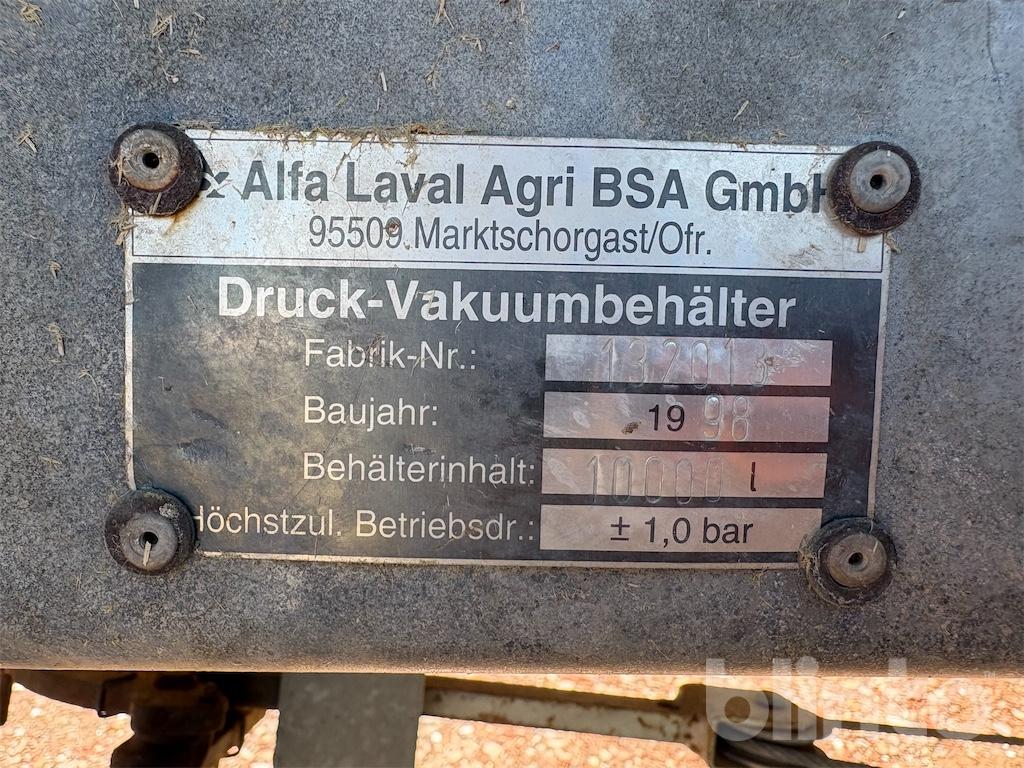 Alfa Laval Agri BSA GmbH
95509 Marktschorgast/Ofr.
Druck-Vakuumbehälter
Fabrik-Nr.:
Baujahr: 1998
Behälterinhalt: 10000 l
Höchstzul. Betriebsdr.: ± 1,0 bar
blinto